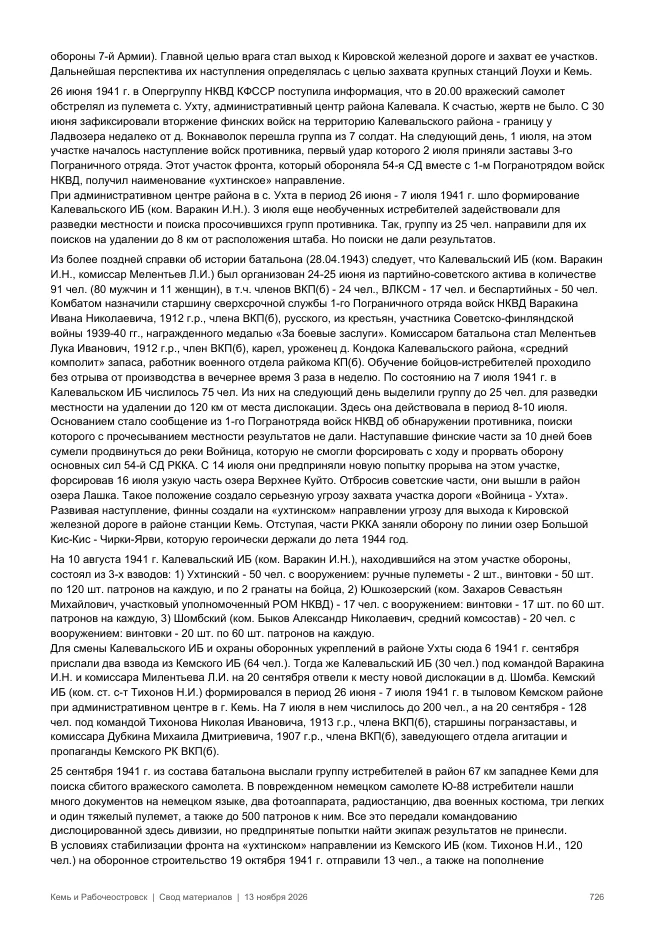 обороны 7-й Армии). Главной целью врага стал выход к Кировской железной дороге и захват ее участков.
Дальнейшая перспектива их наступления определялась с целью захвата крупных станций Лоухи и Кемь.
26 июня 1941 г. в Опергруппу НКВД КФССР поступила информация, что в 20.00 вражеский самолет
обстрелял из пулемета с. Ухту, административный центр района Калевала. К счастью, жертв не было. С 30
июня зафиксировали вторжение финских войск на территорию Калевальского района - границу у
Ладвозера недалеко от д. Вокнаволок перешла группа из 7 солдат. На следующий день, 1 июля, на этом
участке началось наступление войск противника, первый удар которого 2 июля приняли заставы 3-го
Пограничного отряда. Этот участок фронта, который обороняла 54-я СД вместе с 1-м Погранотрядом войск
НКВД, получил наименование «ухтинское» направление.
При административном центре района в с. Ухта в период 26 июня - 7 июля 1941 г. шло формирование
Калевальского ИБ (ком. Варакин И.Н.). 3 июля еще необученных истребителей задействовали для
разведки местности и поиска просочившихся групп противника. Так, группу из 25 чел. направили для их
поисков на удалении до 8 км от расположения штаба. Но поиски не дали результатов.
Из более поздней справки об истории батальона (28.04.1943) следует, что Калевальский ИБ (ком. Варакин
И.Н., комиссар Мелентьев Л.И.) был организован 24-25 июня из партийно-советского актива в количестве
91 чел. (80 мужчин и 11 женщин), в т.ч. членов ВКП(б) - 24 чел., ВЛКСМ - 17 чел. и беспартийных - 50 чел.
Комбатом назначили старшину сверхсрочной службы 1-го Пограничного отряда войск НКВД Варакина
Ивана Николаевича, 1912 г.р., члена ВКП(б), русского, из крестьян, участника Советско-финляндской
войны 1939-40 гг., награжденного медалью «За боевые заслуги». Комиссаром батальона стал Мелентьев
Лука Иванович, 1912 г.р., член ВКП(б), карел, уроженец д. Кондока Калевальского района, «средний
комполит» запаса, работник военного отдела райкома КП(б). Обучение бойцов-истребителей проходило
без отрыва от производства в вечернее время 3 раза в неделю. По состоянию на 7 июля 1941 г. в
Калевальском ИБ числилось 75 чел. Из них на следующий день выделили группу до 25 чел. для разведки
местности на удалении до 120 км от места дислокации. Здесь она действовала в период 8-10 июля.
Основанием стало сообщение из 1-го Погранотряда войск НКВД об обнаружении противника, поиски
которого с прочесыванием местности результатов не дали. Наступавшие финские части за 10 дней боев
сумели продвинуться до реки Войница, которую не смогли форсировать с ходу и прорвать оборону
основных сил 54-й СД РККА. С 14 июля они предприняли новую попытку прорыва на этом участке,
форсировав 16 июля узкую часть озера Верхнее Куйто. Отбросив советские части, они вышли в район
озера Лашка. Такое положение создало серьезную угрозу захвата участка дороги «Войница - Ухта».
Развивая наступление, финны создали на «ухтинском» направлении угрозу для выхода к Кировской
железной дороге в районе станции Кемь. Отступая, части РККА заняли оборону по линии озер Большой
Кис-Кис - Чирки-Ярви, которую героически держали до лета 1944 год.
На 10 августа 1941 г. Калевальский ИБ (ком. Варакин И.Н.), находившийся на этом участке обороны,
состоял из 3-х взводов: 1) Ухтинский - 50 чел. с вооружением: ручные пулеметы - 2 шт., винтовки - 50 шт.
по 120 шт. патронов на каждую, и по 2 гранаты на бойца, 2) Юшкозерский (ком. Захаров Севастьян
Михайлович, участковый уполномоченный РОМ НКВД) - 17 чел. с вооружением: винтовки - 17 шт. по 60 шт.
патронов на каждую, 3) Шомбский (ком. Быков Александр Николаевич, средний комсостав) - 20 чел. с
вооружением: винтовки - 20 шт. по 60 шт. патронов на каждую.
Для смены Калевальского ИБ и охраны оборонных укреплений в районе Ухты сюда 6 1941 г. сентября
прислали два взвода из Кемского ИБ (64 чел.). Тогда же Калевальский ИБ (30 чел.) под командой Варакина
И.Н. и комиссара Милентьева Л.И. на 20 сентября отвели к месту новой дислокации в д. Шомба. Кемский
ИБ (ком. ст. с-т Тихонов Н.И.) формировался в период 26 июня - 7 июля 1941 г. в тыловом Кемском районе
при административном центре в г. Кемь. На 7 июля в нем числилось до 200 чел., а на 20 сентября - 128
чел. под командой Тихонова Николая Ивановича, 1913 г.р., члена ВКП(б), старшины погранзаставы, и
комиссара Дубкина Михаила Дмитриевича, 1907 г.р., члена ВКП(б), заведующего отдела агитации и
пропаганды Кемского РК ВКП(б).
25 сентября 1941 г. из состава батальона выслали группу истребителей в район 67 км западнее Кеми для
поиска сбитого вражеского самолета. В поврежденном немецком самолете Ю-88 истребители нашли
много документов на немецком языке, два фотоаппарата, радиостанцию, два военных костюма, три легких
и один тяжелый пулемет, а также до 500 патронов к ним. Все это передали командованию
дислоцированной здесь дивизии, но предпринятые попытки найти экипаж результатов не принесли.
В условиях стабилизации фронта на «ухтинском» направлении из Кемского ИБ (ком. Тихонов Н.И., 120
чел.) на оборонное строительство 19 октября 1941 г. отправили 13 чел., а также на пополнение
Кемь и Рабочеостровск | Свод материалов | 13 ноября 2026 726